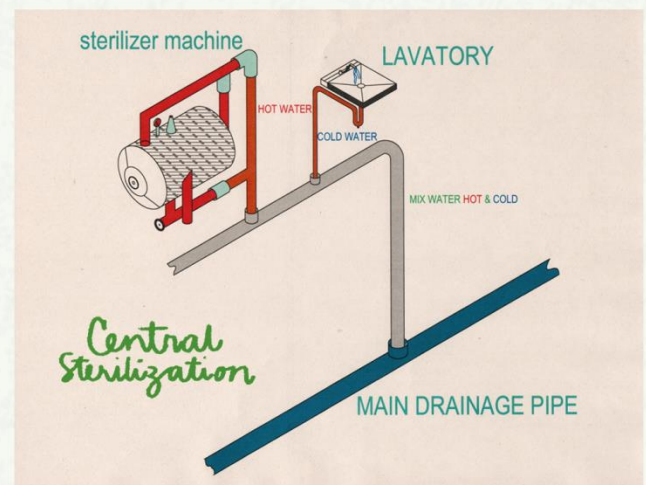 sterilizer machine
LAVATORY
HOT WATER
COLD WATER
MIX WATER HOT & COLD
Central
Sterilization
MAIN DRAINAGE PIPE